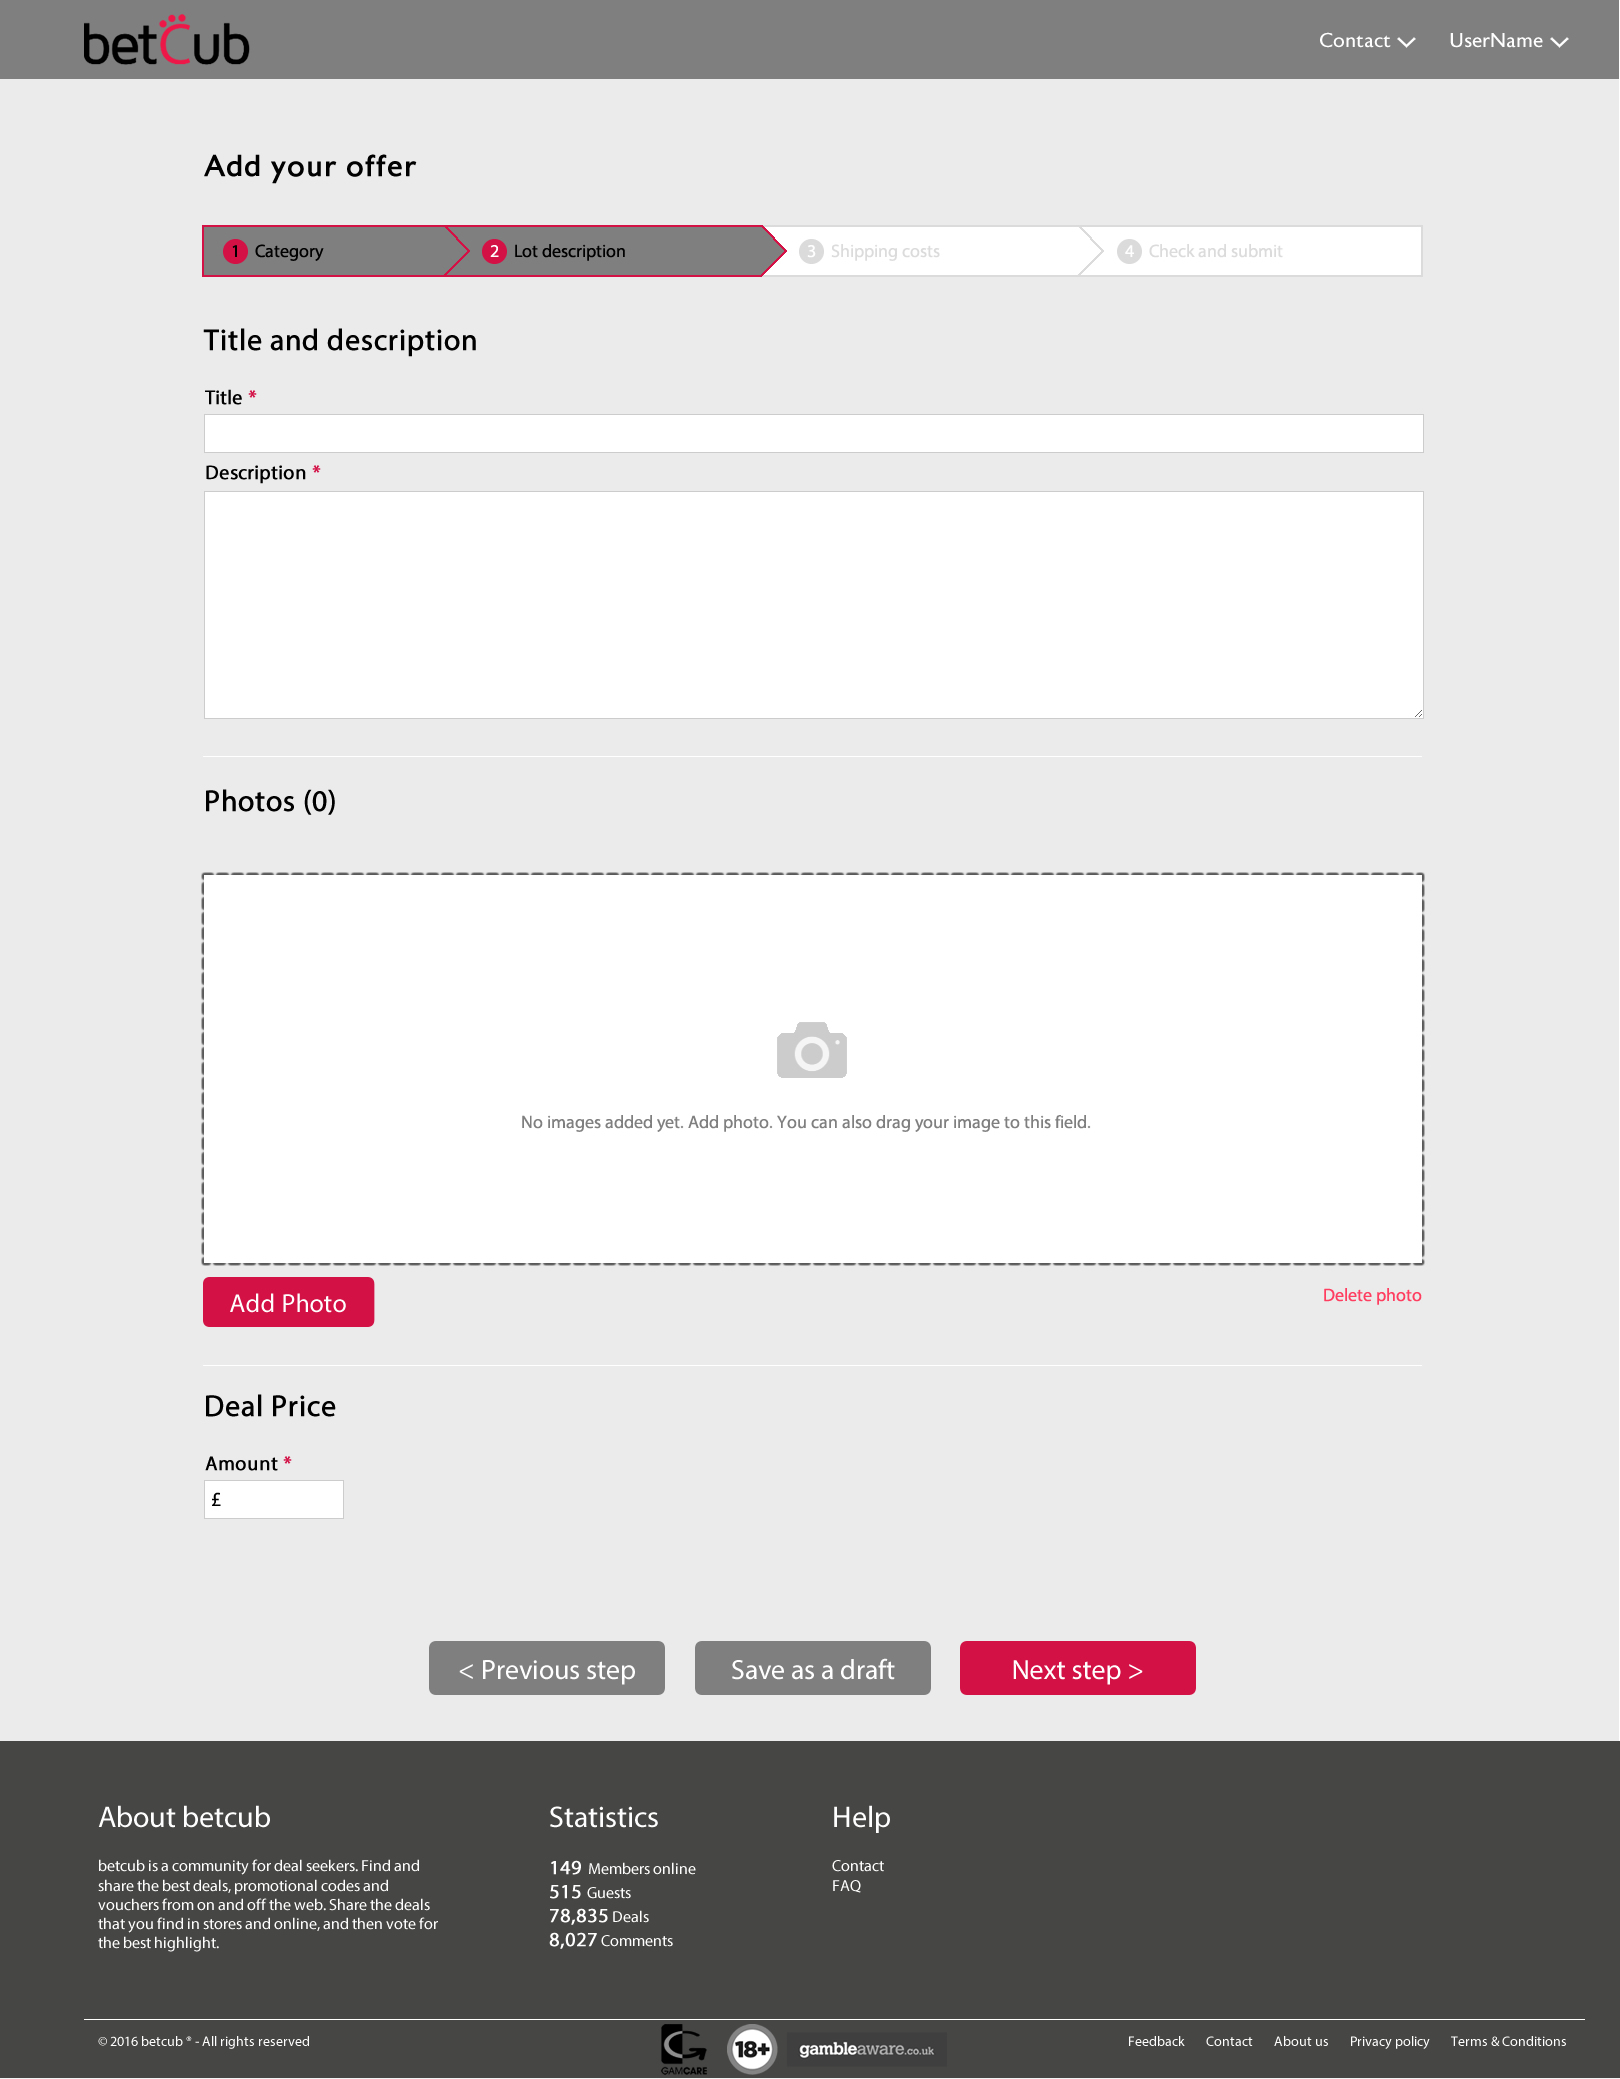 betCub
Contact
UserName
Add your offer
1 Category
2 Lot description
3 Shipping costs
4 Check and submit
Title and description
Title *
Description *
Photos (0)
No images added yet. Add photo. You can also drag your image to this field.
Add Photo
Delete photo
Deal Price
Amount *
£
< Previous step
Save as a draft
Next step >
About betcub
betcub is a community for deal seekers. Find and
share the best deals, promotional codes and
vouchers from on and off the web. Share the deals
that you find in stores and online, and then vote for
the best highlight.
Statistics
149 Members online
515 Guests
78,835 Deals
8,027 Comments
Help
Contact
FAQ
© 2016 betcub ® - All rights reserved
GAMCARE
18+
gambleaware.co.uk
Feedback
Contact
About us
Privacy policy
Terms & Conditions